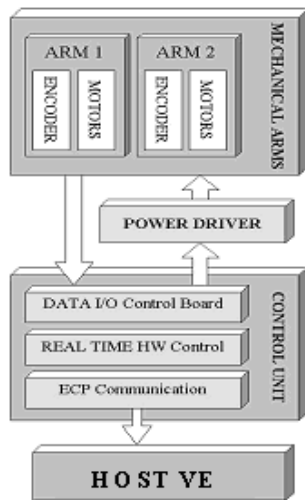 ARM 1
ARM 2
ENCODER
MOTORS
ENCODER
MOTORS
MECHANICAL ARMS
POWER DRIVER
DATA I/O Control Board
REAL TIME HW Control
ECP Communication
CONTROL UNIT
HOST VE